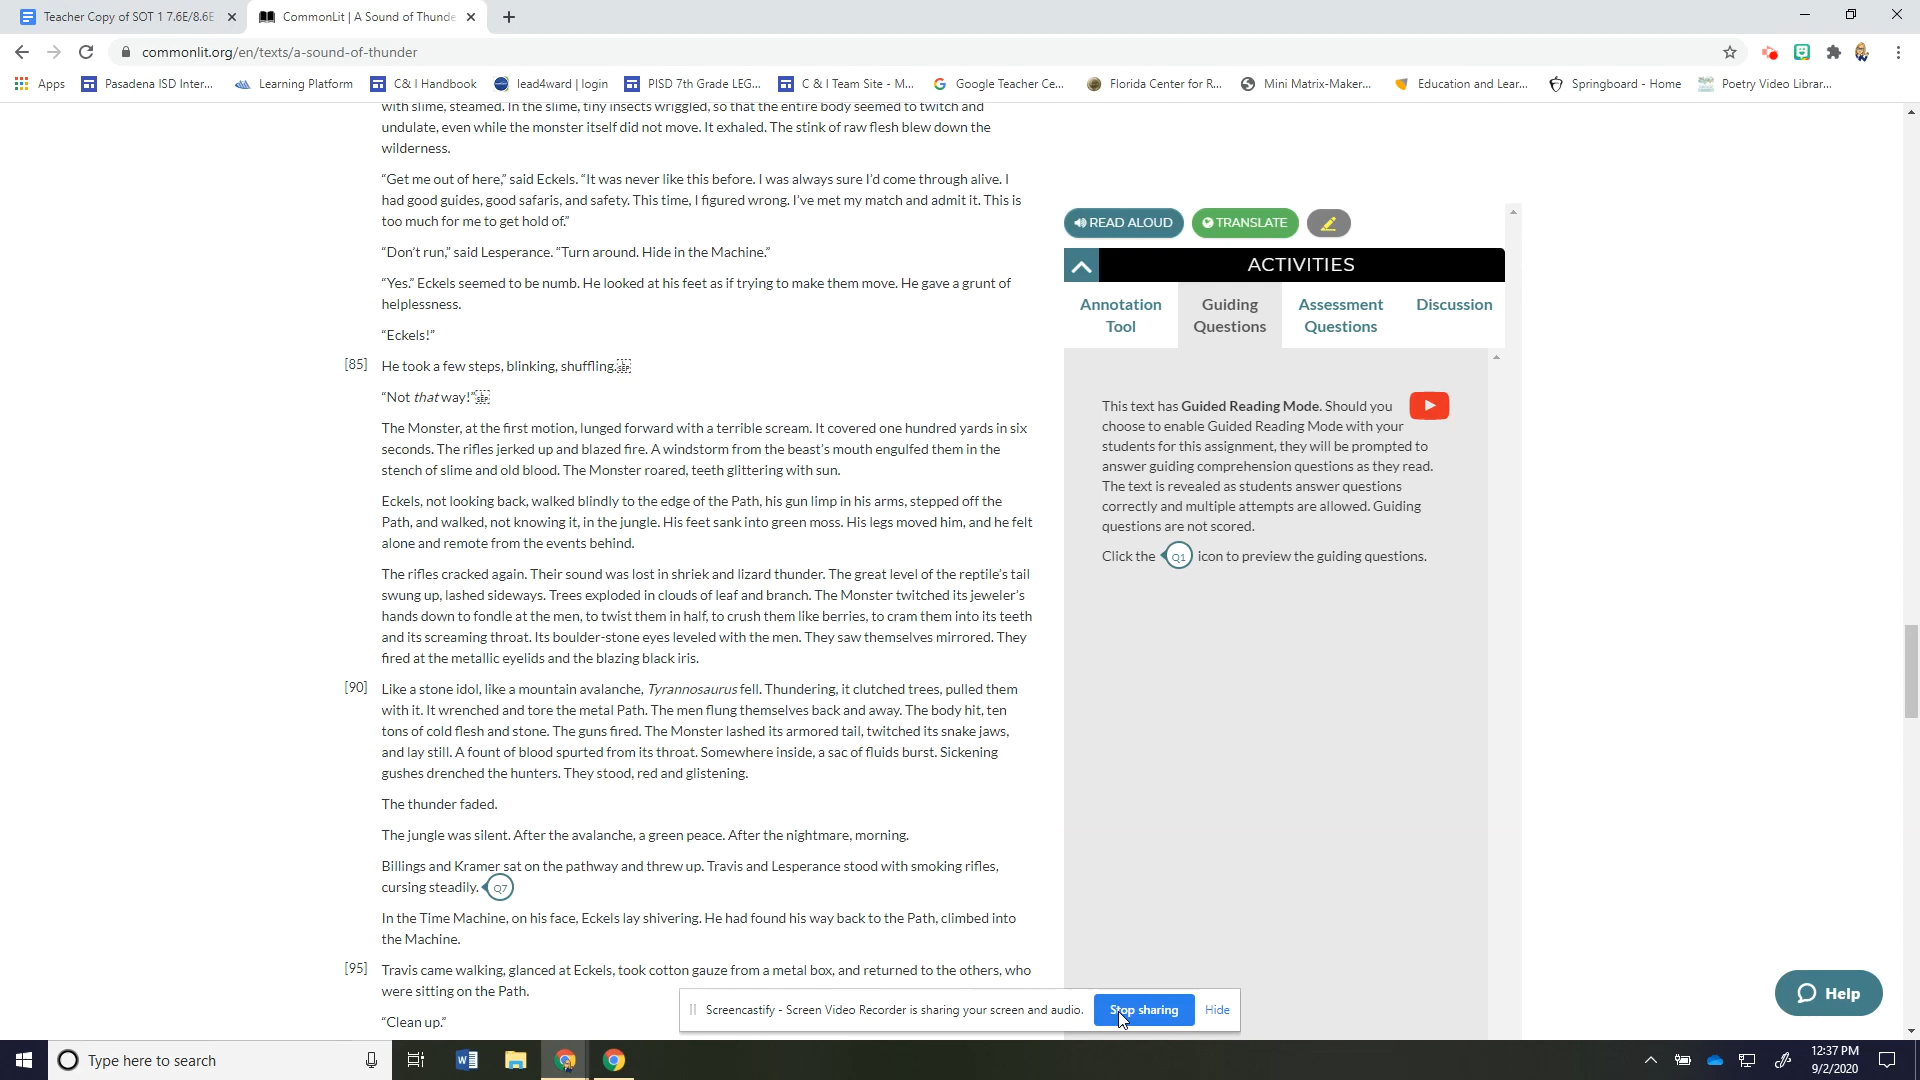 Teacher Copy of SOT 1 7.6E/8.6E
CommonLit | A Sound of Thunde
commonlit.org/en/texts/a-sound-of-thunder
Apps
Pasadena ISD Inter...
Learning Platform
C& I Handbook
lead4ward | login
PISD 7th Grade LEG...
C & I Team Site - M...
Google Teacher Ce...
Florida Center for R...
Mini Matrix-Maker...
Education and Lear...
Springboard - Home
Poetry Video Librar...
with slime, steamed. In the slime, tiny insects wriggled, so that the entire body seemed to twitch and
undulate, even while the monster itself did not move. It exhaled. The stink of raw flesh blew down the
wilderness.
“Get me out of here,” said Eckels. “It was never like this before. I was always sure I’d come through alive. I
had good guides, good safaris, and safety. This time, I figured wrong. I’ve met my match and admit it. This is
too much for me to get hold of.”
“Don’t run,” said Lesperance. “Turn around. Hide in the Machine.”
“Yes.” Eckels seemed to be numb. He looked at his feet as if trying to make them move. He gave a grunt of
helplessness.
“Eckels!”
[85] He took a few steps, blinking, shuffling.
“Not that way!”
The Monster, at the first motion, lunged forward with a terrible scream. It covered one hundred yards in six
seconds. The rifles jerked up and blazed fire. A windstorm from the beast’s mouth engulfed them in the
stench of slime and old blood. The Monster roared, teeth glittering with sun.
Eckels, not looking back, walked blindly to the edge of the Path, his gun limp in his arms, stepped off the
Path, and walked, not knowing it, in the jungle. His feet sank into green moss. His legs moved him, and he felt
alone and remote from the events behind.
The rifles cracked again. Their sound was lost in shriek and lizard thunder. The great level of the reptile’s tail
swung up, lashed sideways. Trees exploded in clouds of leaf and branch. The Monster twitched its jeweler’s
hands down to fondle at the men, to twist them in half, to crush them like berries, to cram them into its teeth
and its screaming throat. Its boulder-stone eyes leveled with the men. They saw themselves mirrored. They
fired at the metallic eyelids and the blazing black iris.
[90] Like a stone idol, like a mountain avalanche, Tyrannosaurus fell. Thundering, it clutched trees, pulled them
with it. It wrenched and tore the metal Path. The men flung themselves back and away. The body hit, ten
tons of cold flesh and stone. The guns fired. The Monster lashed its armored tail, twitched its snake jaws,
and lay still. A fount of blood spurted from its throat. Somewhere inside, a sac of fluids burst. Sickening
gushes drenched the hunters. They stood, red and glistening.
The thunder faded.
The jungle was silent. After the avalanche, a green peace. After the nightmare, morning.
Billings and Kramer sat on the pathway and threw up. Travis and Lesperance stood with smoking rifles,
cursing steadily. Q7
In the Time Machine, on his face, Eckels lay shivering. He had found his way back to the Path, climbed into
the Machine.
[95] Travis came walking, glanced at Eckels, took cotton gauze from a metal box, and returned to the others, who
were sitting on the Path.
“Clean up.”
READ ALOUD
TRANSLATE
ACTIVITIES
Annotation Tool
Guiding Questions
Assessment Questions
Discussion
This text has Guided Reading Mode. Should you
choose to enable Guided Reading Mode with your
students for this assignment, they will be prompted to
answer guiding comprehension questions as they read.
The text is revealed as students answer questions
correctly and multiple attempts are allowed. Guiding
questions are not scored.
Click the Q1 icon to preview the guiding questions.
Help
Screencastify - Screen Video Recorder is sharing your screen and audio.
Stop sharing
Hide
Type here to search
12:37 PM
9/2/2020